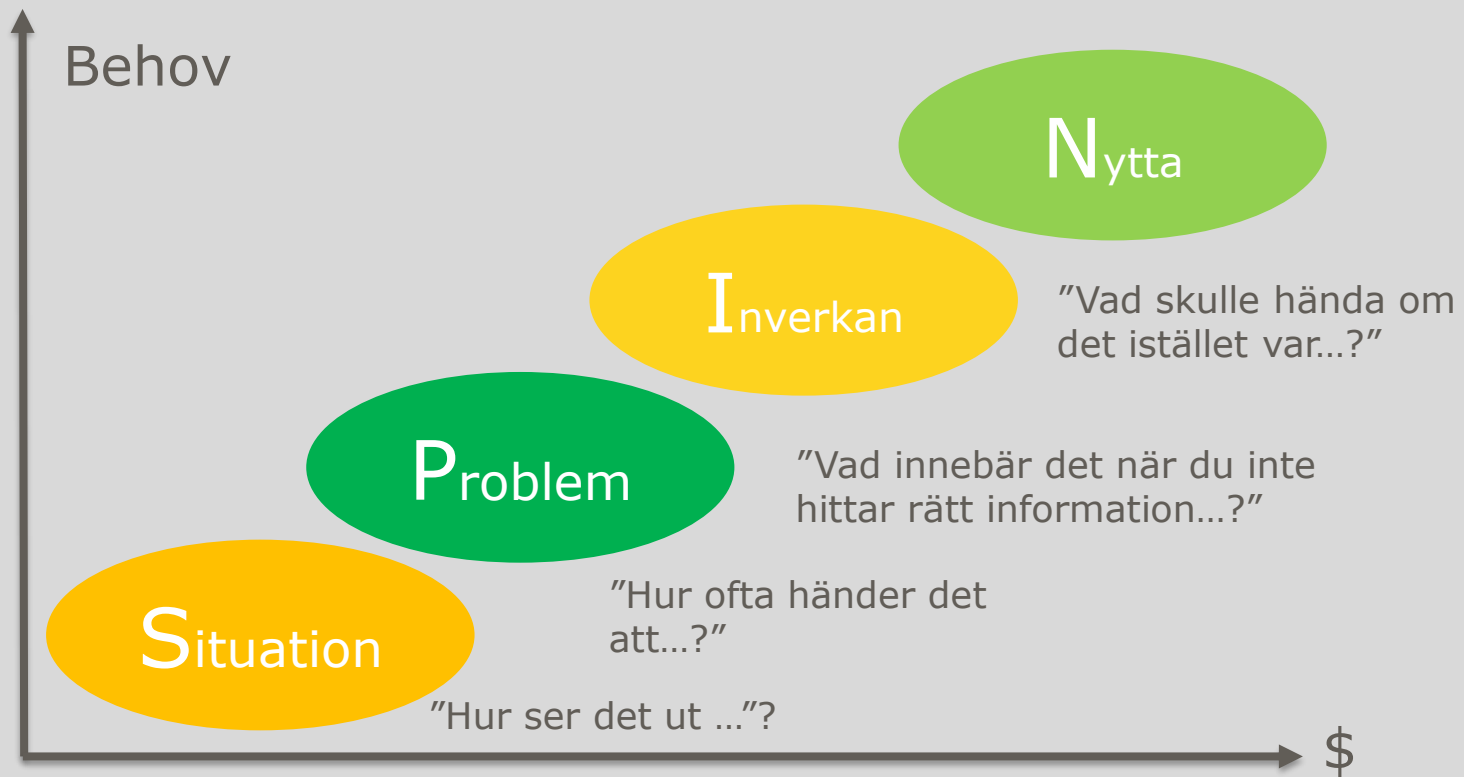 Behov
Nytta
Inverkan
”Vad skulle hända om
det istället var…?”
Problem
”Vad innebär det när du inte
hittar rätt information…?”
”Hur ofta händer det
att…?”
Situation
”Hur ser det ut …”?
$